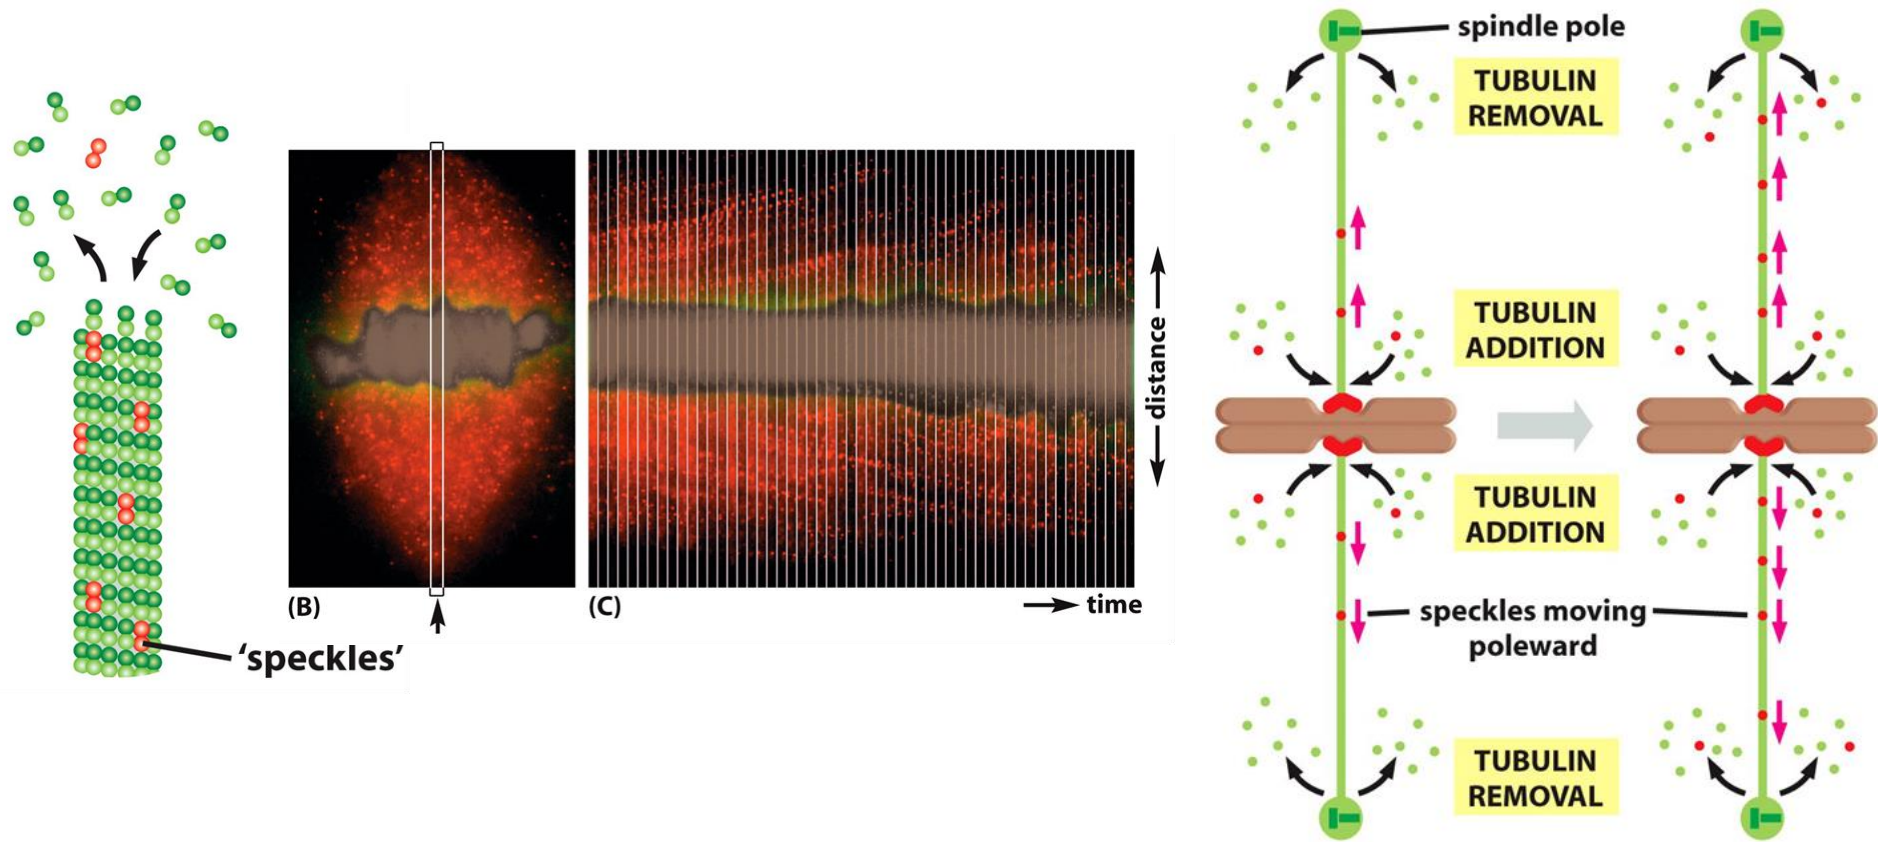 'speckles'
(B)
(C)
time
distance
spindle pole
TUBULIN
REMOVAL
TUBULIN
ADDITION
TUBULIN
ADDITION
speckles moving
poleward
TUBULIN
REMOVAL